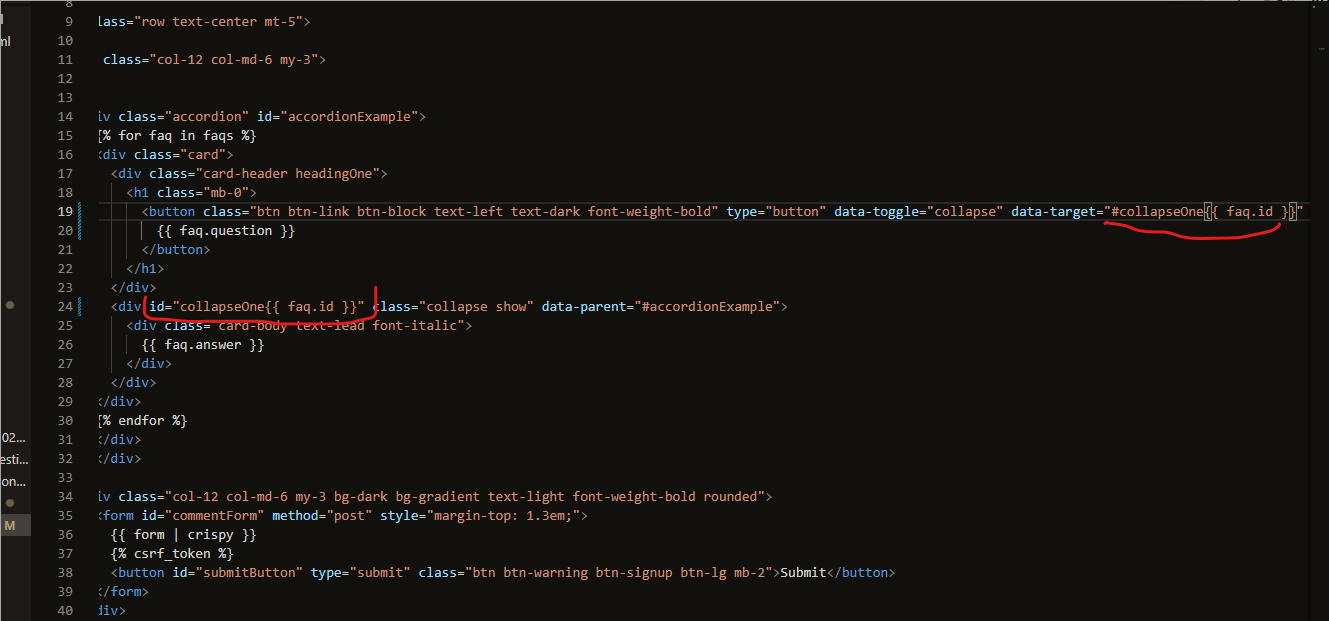 8
9 lass="row text-center mt-5">
ml
10
11 class="col-12 col-md-6 my-3">
12
13
14 iv class="accordion" id="accordionExample">
15 {% for faq in faqs %}
16 <div class="card">
17 <div class="card-header headingOne">
18 <h1 class="mb-0">
19 <button class="btn btn-link btn-block text-left text-dark font-weight-bold" type="button" data-toggle="collapse" data-target="#collapseOne{{ faq.id }}"
20 {{ faq.question }}
21 </button>
22 </h1>
23 </div>
24 <div id="collapseOne{{ faq.id }}" class="collapse show" data-parent="#accordionExample">
25 <div class="card-body text-lead font-italic">
26 {{ faq.answer }}
27 </div>
28 </div>
29 </div>
30 {% endfor %}
02...
31 </div>
esti...
32 </div>
on...
33
34 iv class="col-12 col-md-6 my-3 bg-dark bg-gradient text-light font-weight-bold rounded">
35 <form id="commentForm" method="post" style="margin-top: 1.3em;">
M
36 {{ form | crispy }}
37 {% csrf_token %}
38 <button id="submitButton" type="submit" class="btn btn-warning btn-signup btn-lg mb-2">Submit</button>
39 </form>
40 div>